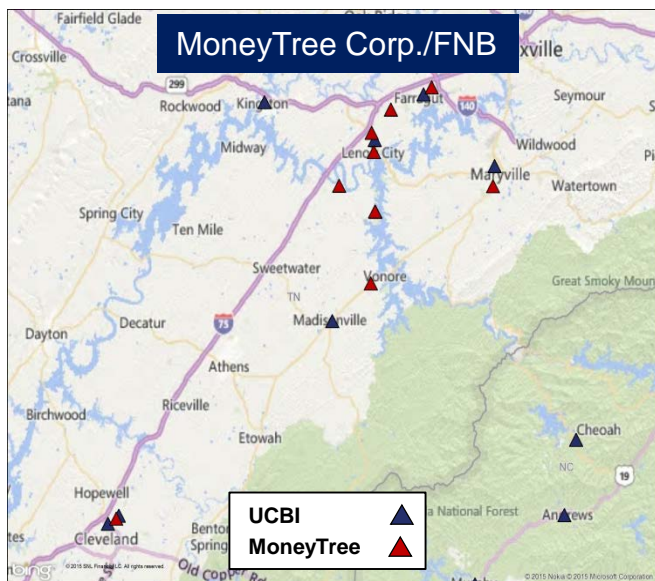 MoneyTree Corp./FNB
Fairfield Glade
Crossville
xville
299
Rockwood
Kingston
Farragut
140
Seymour
Midway
Lenoir City
Wildwood
Maryville
Watertown
Spring City
Ten Mile
Sweetwater
Vonore
Great Smoky Moun
TN
Madisonville
75
Dayton
Decatur
Athens
Birchwood
Riceville
Etowah
Cheoah
NC
19
Hopewell
Cleveland
Benton
Spring
a National Forest
Andrews
Old Copper Rd
UCBI
MoneyTree
bing
© 2015 SNL Financial LC. All rights reserved.
© 2015 Nokia © 2015 Microsoft Corporation